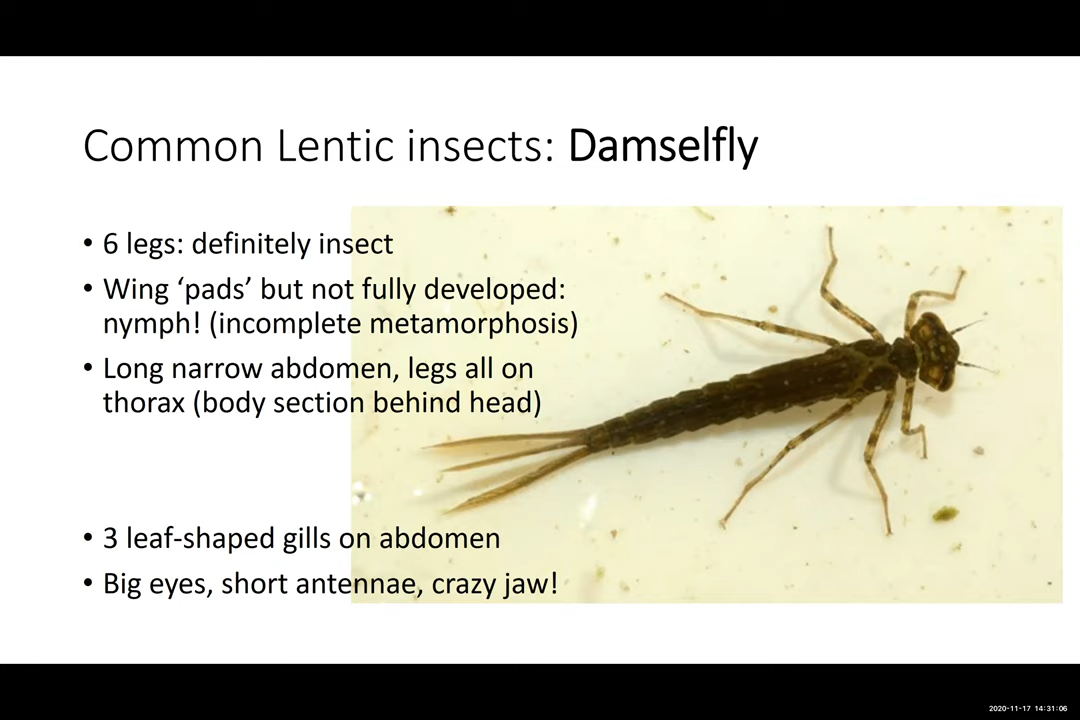 Common Lentic insects: Damselfly
• 6 legs: definitely insect
• Wing ‘pads’ but not fully developed:
nymph! (incomplete metamorphosis)
• Long narrow abdomen, legs all on
thorax (body section behind head)
• 3 leaf-shaped gills on abdomen
• Big eyes, short antennae, crazy jaw!
2020-11-17 14:31:06